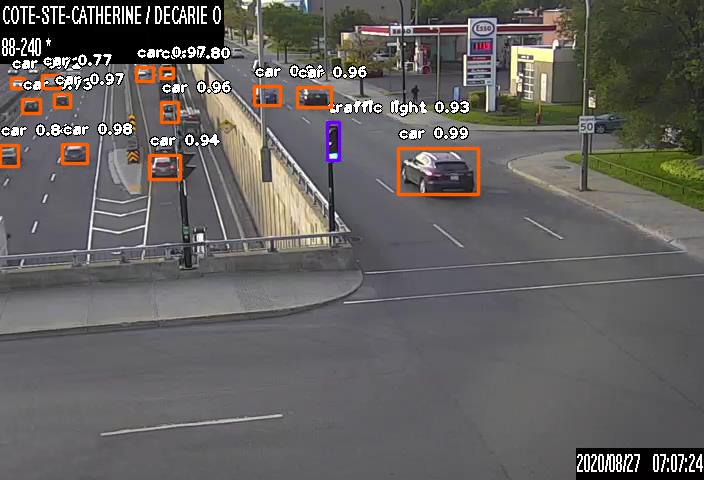 COTE-STE-CATHERINE / DECARIE O
88-240 *
car 0.77
car 0.97
car 0.80
car 0.97
car 0.96
car 0.96
traffic light 0.93
car 0.98
car 0.94
car 0.99
Esso
50
2020/08/27 07:07:24